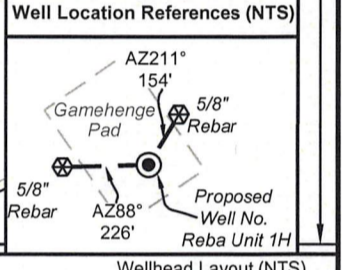 Well Location References (NTS)
AZ211°
154'
Gamehenge
Pad
5/8"
Rebar
5/8"
Rebar
AZ88°
226'
Proposed
Well No.
Reba Unit 1H
Wellhead Layout (NTS)